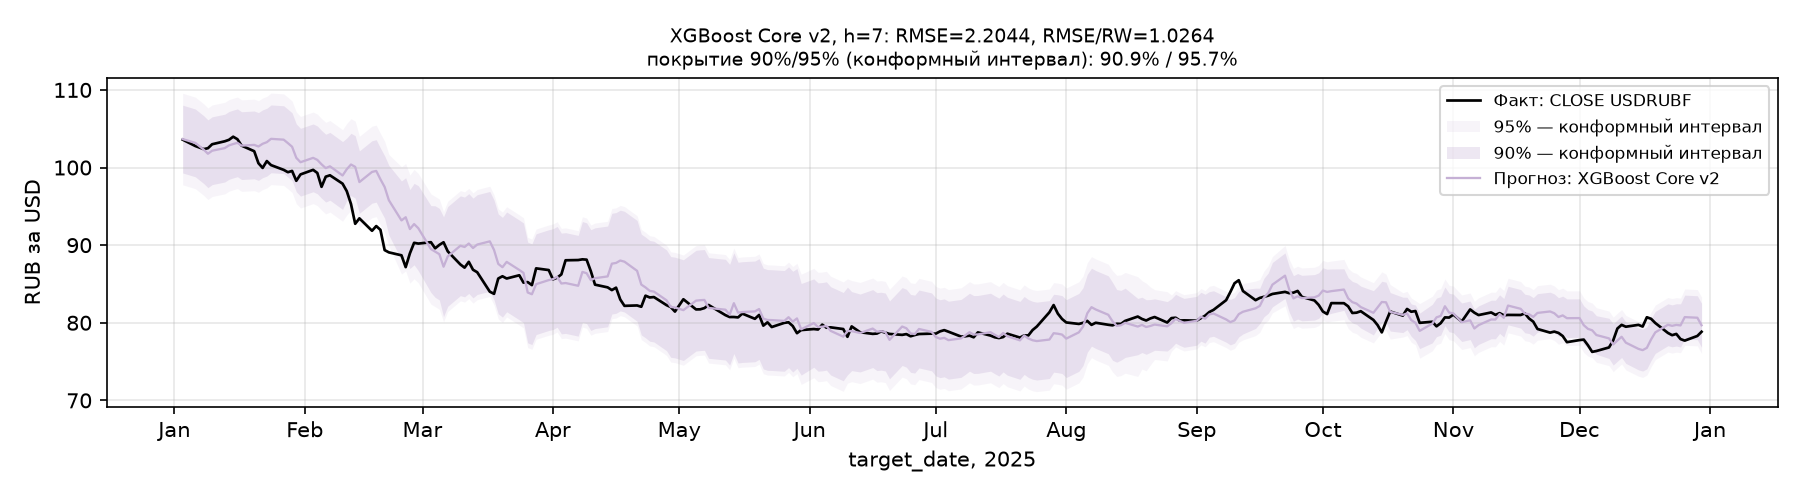 XGBoost Core v2, h=7: RMSE=2.2044, RMSE/RW=1.0264
покрытие 90%/95% (конформный интервал): 90.9% / 95.7%
110
100
90
80
70
RUB за USD
Факт: CLOSE USDRUBF
95% — конформный интервал
90% — конформный интервал
Прогноз: XGBoost Core v2
Jan Feb Mar Apr May Jun Jul Aug Sep Oct Nov Dec Jan
target_date, 2025